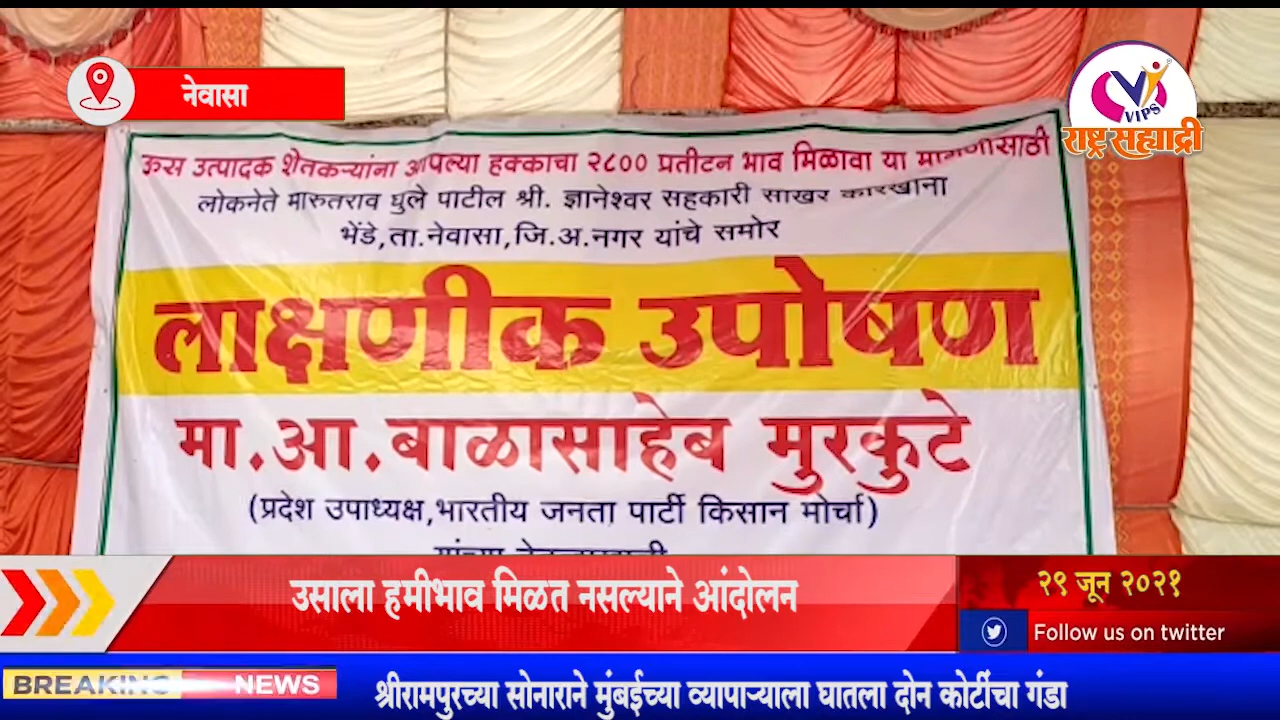 नेवासा
VIPS
राष्ट्र सह्याद्री
ऊस उत्पादक शेतकऱ्यांना आपल्या हक्काचा २८०० प्रतीटन भाव मिळावा या मागणीसाठी
लोकनेते मारुतराव घुले पाटील श्री. ज्ञानेश्वर सहकारी साखर कारखाना
भेंडे,ता.नेवासा,जि.अ.नगर यांचे समोर
लाक्षणीक उपोषण
मा.आ.बाळासाहेब मुरकुटे
(प्रदेश उपाध्यक्ष,भारतीय जनता पार्टी किसान मोर्चा)
उसाला हमीभाव मिळत नसल्याने आंदोलन
२९ जून २०२१
Follow us on twitter
BREAKING NEWS
श्रीरामपुरच्या सोनाराने मुंबईच्या व्यापाऱ्याला घातला दोन कोटींचा गंडा